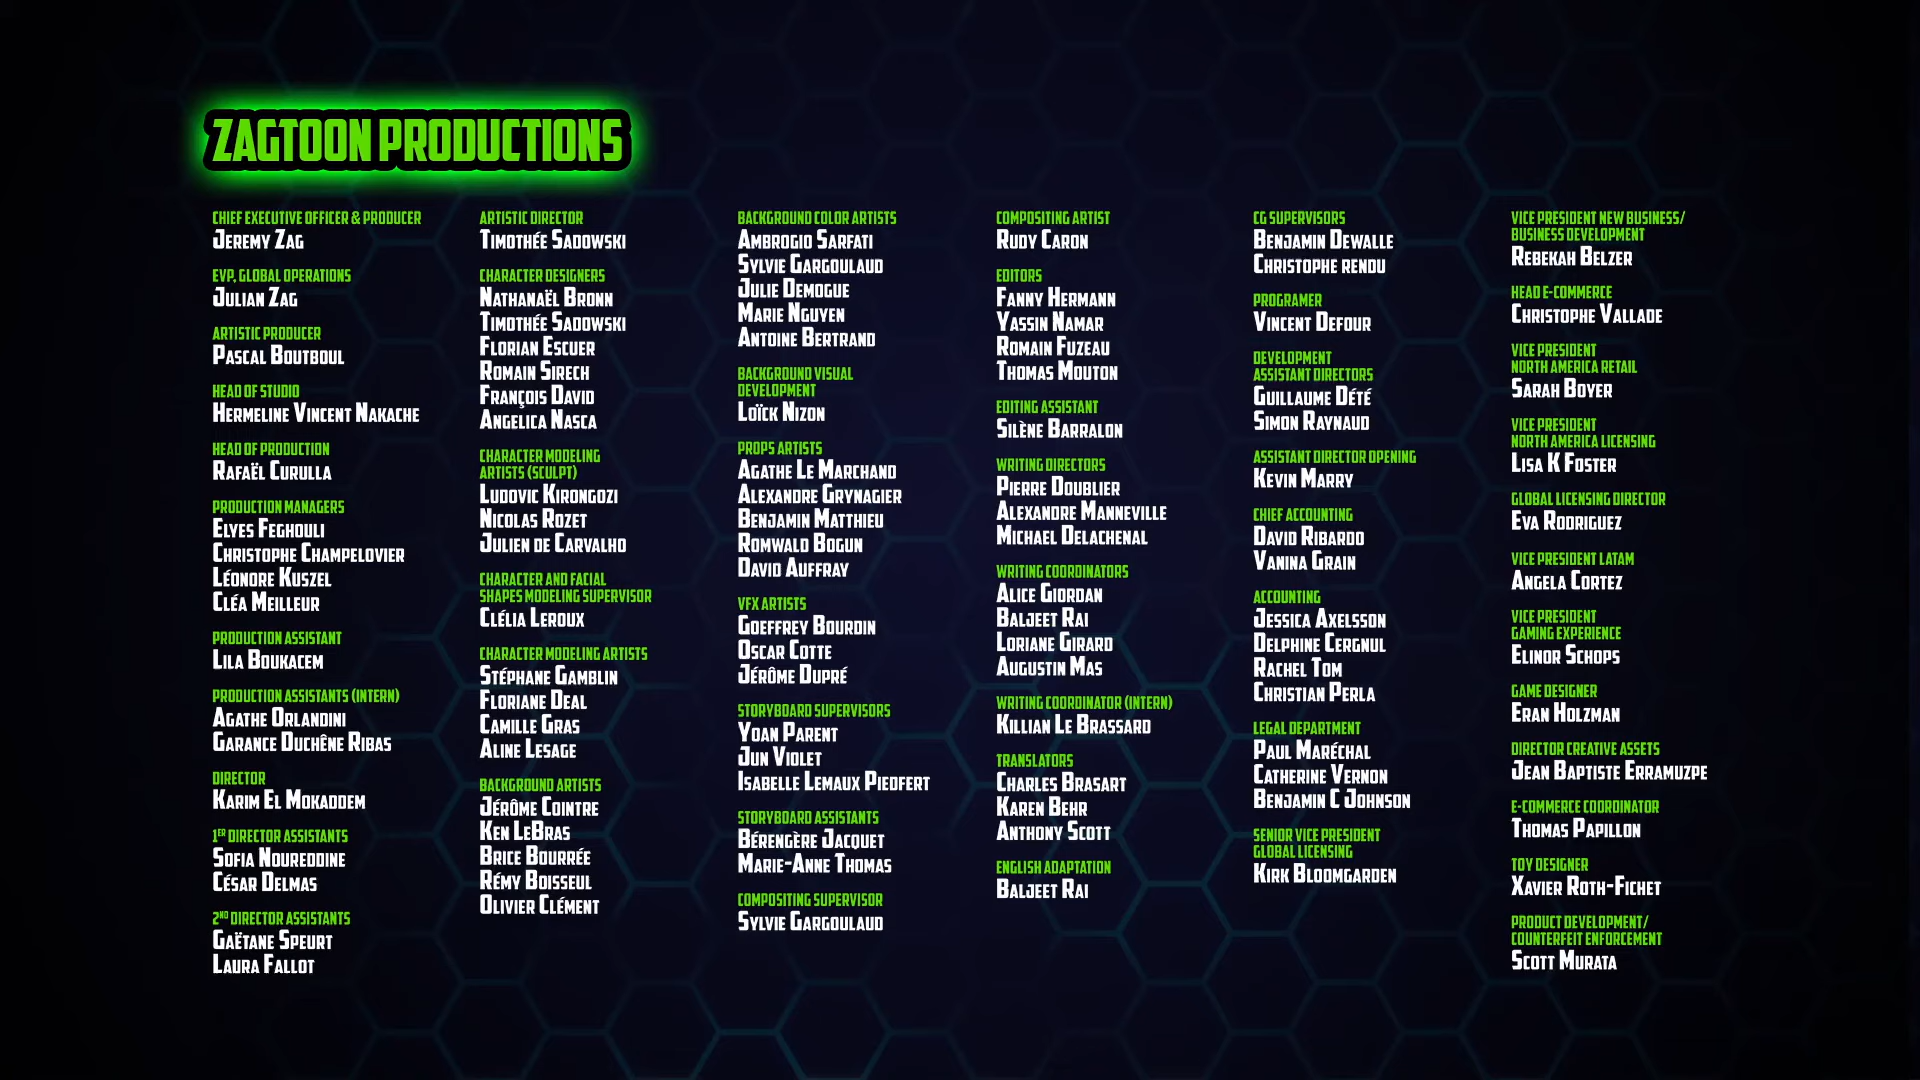 ZAGTOON PRODUCTIONS
CHIEF EXECUTIVE OFFICER & PRODUCER
JEREMY ZAG
EVP, GLOBAL OPERATIONS
JULIAN ZAG
ARTISTIC PRODUCER
PASCAL BOUTBOUL
HEAD OF STUDIO
HERMELINE VINCENT NAKACHE
HEAD OF PRODUCTION
RAFAËL CURULLA
PRODUCTION MANAGERS
ELYES FEGHOULI
CHRISTOPHE CHAMPELOVIER
LÉONORE KUSZEL
CLÉA MEILLEUR
PRODUCTION ASSISTANT
LILA BOUKACEM
PRODUCTION ASSISTANTS (INTERN)
AGATHE ORLANDINI
GARANCE DUCHÊNE RIBAS
DIRECTOR
KARIM EL MOKADDEM
1ER DIRECTOR ASSISTANTS
SOFIA NOUREDDINE
CÉSAR DELMAS
2ND DIRECTOR ASSISTANTS
GAËTANE SPEURT
LAURA FALLOT
ARTISTIC DIRECTOR
TIMOTHÉE SADOWSKI
CHARACTER DESIGNERS
NATHANAËL BRONN
TIMOTHÉE SADOWSKI
FLORIAN ESCUER
ROMAIN SIRECH
FRANÇOIS DAVID
ANGELICA NASCA
CHARACTER MODELING
ARTISTS (SCULPT)
LUDOVIC KIRONGOZI
NICOLAS ROZET
JULIEN DE CARVALHO
CHARACTER AND FACIAL
SHAPES MODELING SUPERVISOR
CLÉLIA LEROUX
CHARACTER MODELING ARTISTS
STÉPHANE GAMBLIN
FLORIANE DEAL
CAMILLE GRAS
ALINE LESAGE
BACKGROUND ARTISTS
JÉRÔME COINTRE
KEN LEBRAS
BRICE BOURRÉE
RÉMY BOISSEUL
OLIVIER CLÉMENT
BACKGROUND COLOR ARTISTS
AMBROGIO SARFATI
SYLVIE GARGOULAUD
JULIE DEMOGUE
MARIE NGUYEN
ANTOINE BERTRAND
BACKGROUND VISUAL
DEVELOPMENT
LOÏCK NIZON
PROPS ARTISTS
AGATHE LE MARCHAND
ALEXANDRE GRYNAGIER
BENJAMIN MATTHIEU
ROMWALD BOGUN
DAVID AUFFRAY
VFX ARTISTS
GOEFFREY BOURDIN
OSCAR COTTE
JÉRÔME DUPRÉ
STORYBOARD SUPERVISORS
YOAN PARENT
JUN VIOLET
ISABELLE LEMAUX PIEDFERT
STORYBOARD ASSISTANTS
BÉRENGÈRE JACQUET
MARIE-ANNE THOMAS
COMPOSITING SUPERVISOR
SYLVIE GARGOULAUD
COMPOSITING ARTIST
RUDY CARON
EDITORS
FANNY HERMANN
YASSIN NAMAR
ROMAIN FUZEAU
THOMAS MOUTON
EDITING ASSISTANT
SILÈNE BARRALON
WRITING DIRECTORS
PIERRE DOUBLIER
ALEXANDRE MANNEVILLE
MICHAEL DELACHENAL
WRITING COORDINATORS
ALICE GIORDAN
BALJEET RAI
LORIANE GIRARD
AUGUSTIN MAS
WRITING COORDINATOR (INTERN)
KILLIAN LE BRASSARD
TRANSLATORS
CHARLES BRASART
KAREN BEHR
ANTHONY SCOTT
ENGLISH ADAPTATION
BALJEET RAI
CG SUPERVISORS
BENJAMIN DEWALLE
CHRISTOPHE RENDU
PROGRAMER
VINCENT DEFOUR
DEVELOPMENT
ASSISTANT DIRECTORS
GUILLAUME DÉTÉ
SIMON RAYNAUD
ASSISTANT DIRECTOR OPENING
KEVIN MARRY
CHIEF ACCOUNTING
DAVID RIBARDO
VANINA GRAIN
ACCOUNTING
JESSICA AXELSSON
DELPHINE CERGNUL
RACHEL TOM
CHRISTIAN PERLA
LEGAL DEPARTMENT
PAUL MARÉCHAL
CATHERINE VERNON
BENJAMIN C JOHNSON
SENIOR VICE PRESIDENT
GLOBAL LICENSING
KIRK BLOOMGARDEN
VICE PRESIDENT NEW BUSINESS/
BUSINESS DEVELOPMENT
REBEKAH BELZER
HEAD E-COMMERCE
CHRISTOPHE VALLADE
VICE PRESIDENT
NORTH AMERICA RETAIL
SARAH BOYER
VICE PRESIDENT
NORTH AMERICA LICENSING
LISA K FOSTER
GLOBAL LICENSING DIRECTOR
EVA RODRIGUEZ
VICE PRESIDENT LATAM
ANGELA CORTEZ
VICE PRESIDENT
GAMING EXPERIENCE
ELINOR SCHOPS
GAME DESIGNER
ERAN HOLZMAN
DIRECTOR CREATIVE ASSETS
JEAN BAPTISTE ERRAMUZPE
E-COMMERCE COORDINATOR
THOMAS PAPILLON
TOY DESIGNER
XAVIER ROTH-FICHET
PRODUCT DEVELOPMENT/
COUNTERFEIT ENFORCEMENT
SCOTT MURATA